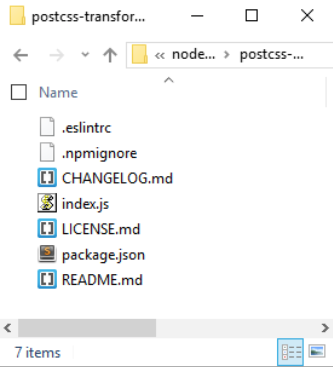 postcss-transfor...
« node... › postcss-...
Name
.eslintrc
.npmignore
CHANGELOG.md
index.js
LICENSE.md
package.json
README.md
7 items